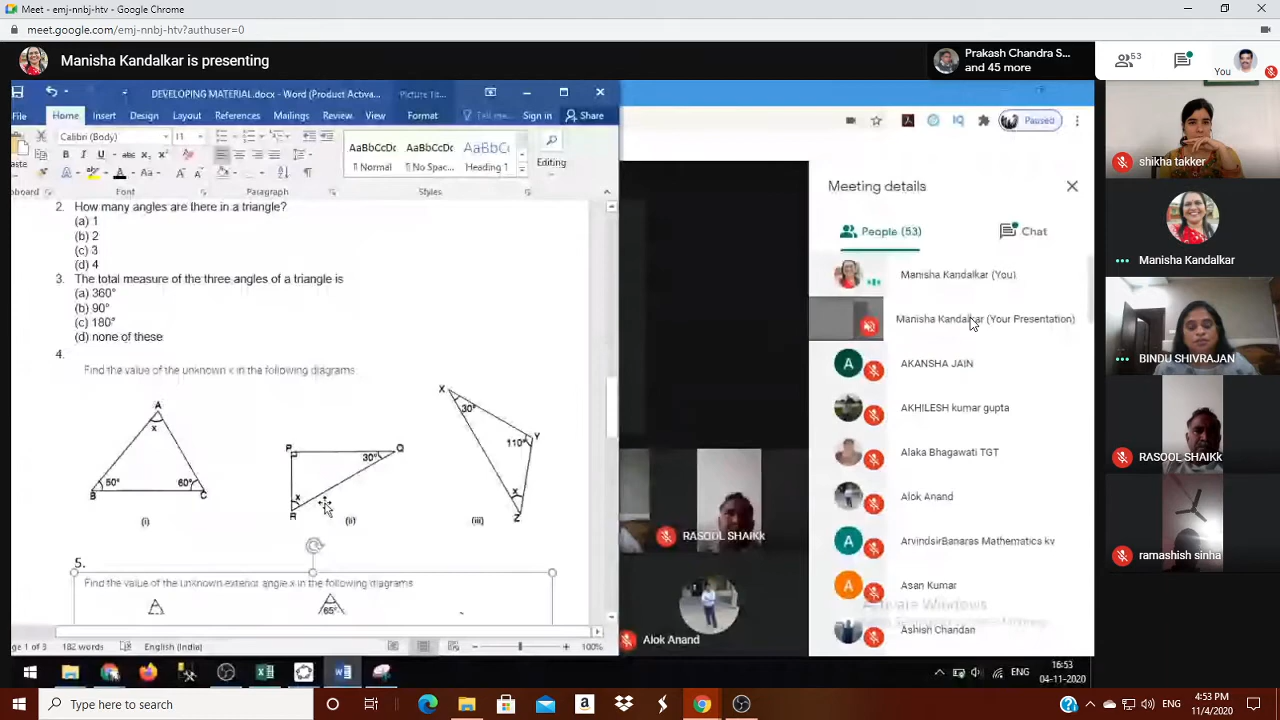 Meet - emj-nnbj-htv - Google Chrome
meet.google.com/emj-nnbj-htv?authuser=0
Manisha Kandalkar is presenting
Prakash Chandra S...
and 45 more
53
You
DEVELOPING MATERIAL.docx - Word (Product Activa...
Picture To...
File Home Insert Design Layout References Mailings Review View Format Tell me... Sign in Share
Calibri (Body) 11
AaBbCcDc AaBbCcDc AaBbCc
¶ Normal ¶ No Spac... Heading 1
Editing
Font Paragraph Styles
Paused
2. How many angles are there in a triangle?
(a) 1
(b) 2
(c) 3
(d) 4
3. The total measure of the three angles of a triangle is
(a) 360°
(b) 90°
(c) 180°
(d) none of these
4.
Find the value of the unknown x in the following diagrams
A
x
50° 60°
B C
(i)
P Q
30°
x
R
(ii)
X
30°
Y
110°
x
Z
(iii)
5.
Find the value of the unknown exterior angle x in the following diagrams
65°
182 words English (India) 100%
RASOOL SHAIKk
Alok Anand
Meeting details
People (53) Chat
Manisha Kandalkar (You)
Manisha Kandalkar (Your Presentation)
AKANSHA JAIN
AKHILESH kumar gupta
Alaka Bhagawati TGT
Alok Anand
ArvindsirBanaras Mathematics kv
Asan Kumar
Activate Windows
Ashish Chandan
shikha takker
Manisha Kandalkar
BINDU SHIVRAJAN
RASOOL SHAIKk
ramashish sinha
ENG
16:53
04-11-2020
Type here to search
ENG
4:53 PM
11/4/2020